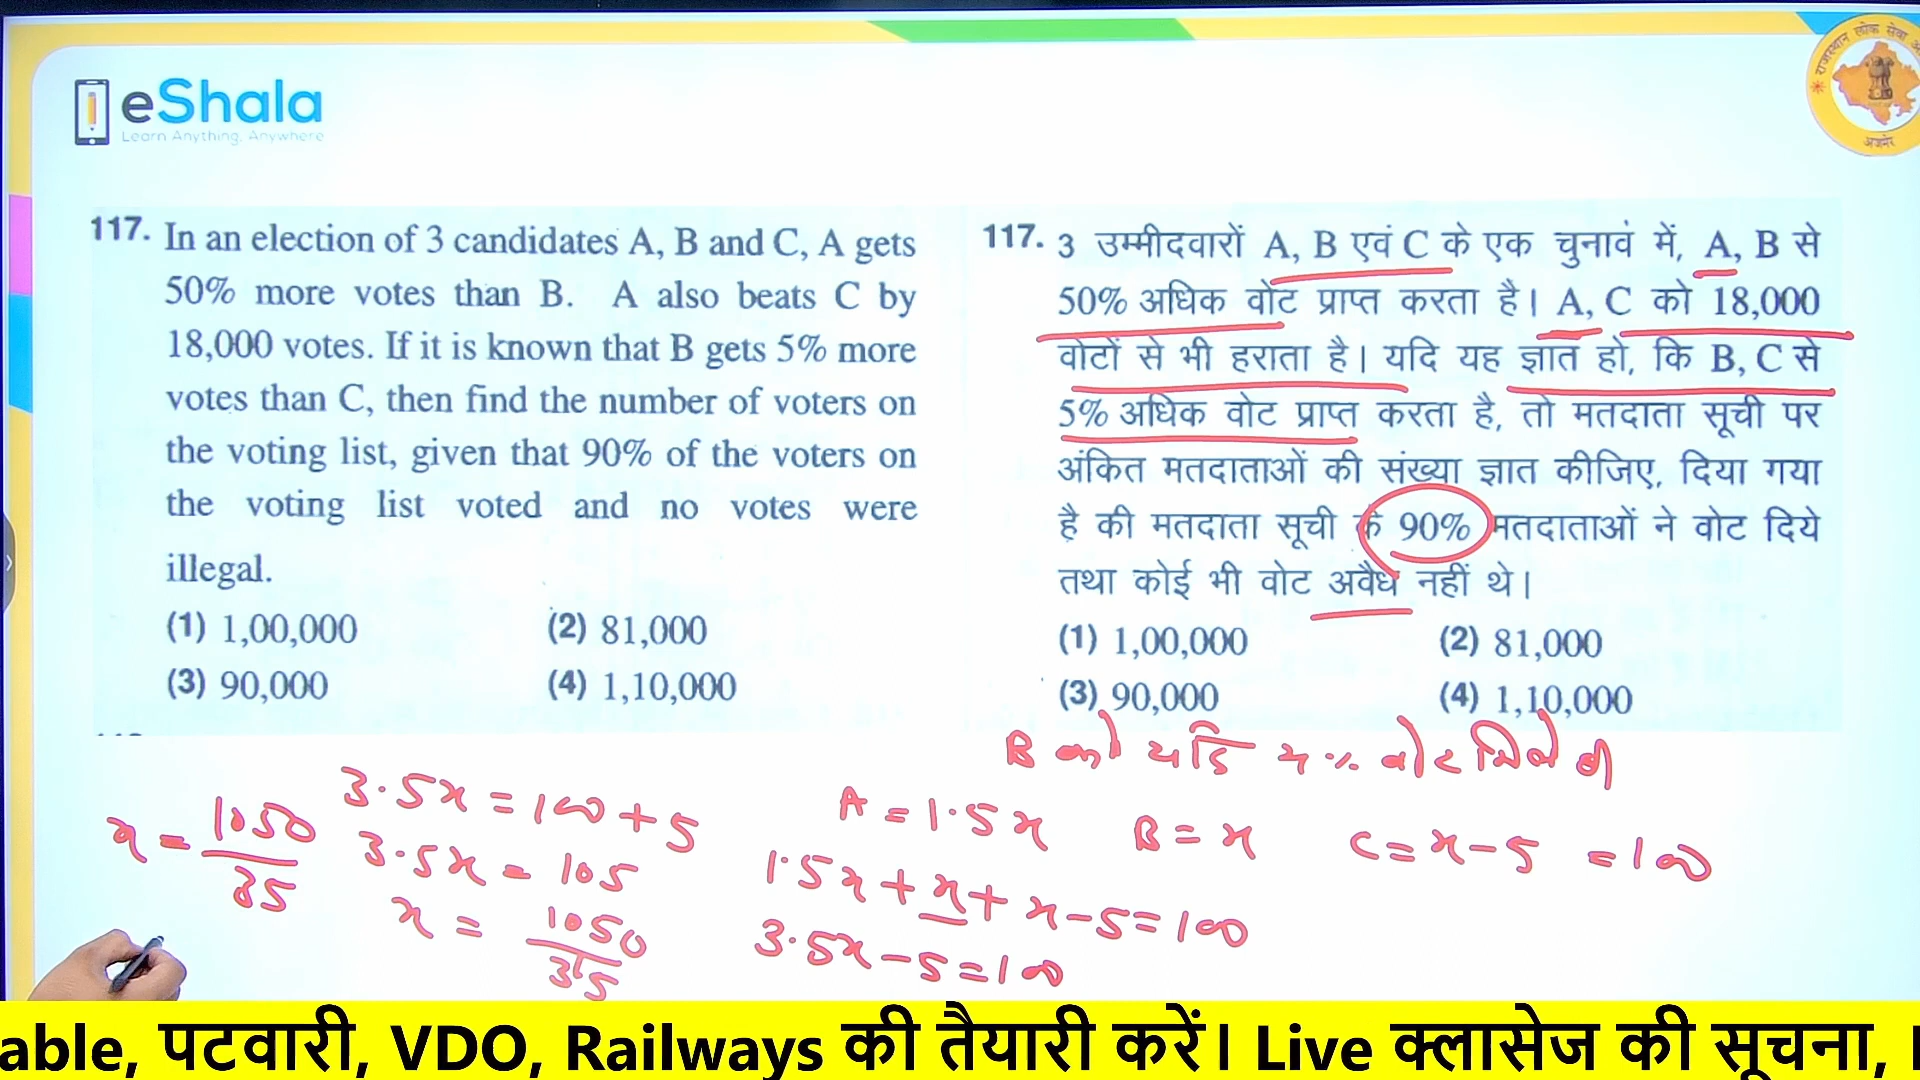 eShala
Learn Anything, Anywhere
राजस्थान लोक सेवा
अजमेर
117. In an election of 3 candidates A, B and C, A gets
50% more votes than B. A also beats C by
18,000 votes. If it is known that B gets 5% more
votes than C, then find the number of voters on
the voting list, given that 90% of the voters on
the voting list voted and no votes were
illegal.
(1) 1,00,000 (2) 81,000
(3) 90,000 (4) 1,10,000
117. 3 उम्मीदवारों A, B एवं C के एक चुनाव में, A, B से
50% अधिक वोट प्राप्त करता है। A, C को 18,000
वोटों से भी हराता है। यदि यह ज्ञात हो, कि B, C से
5% अधिक वोट प्राप्त करता है, तो मतदाता सूची पर
अंकित मतदाताओं की संख्या ज्ञात कीजिए, दिया गया
है की मतदाता सूची के 90% मतदाताओं ने वोट दिये
तथा कोई भी वोट अवैध नहीं थे।
(1) 1,00,000 (2) 81,000
(3) 90,000 (4) 1,10,000
B को यदि x% वोट मिले थे
A = 1.5x B = x C = x-5 = 100
1.5x + x + x-5 = 100
3.5x-5 = 100
3.5x = 100+5
3.5x = 105
x = 1050/35
x = 1050/35
able, पटवारी, VDO, Railways की तैयारी करें। Live क्लासेज की सूचना,